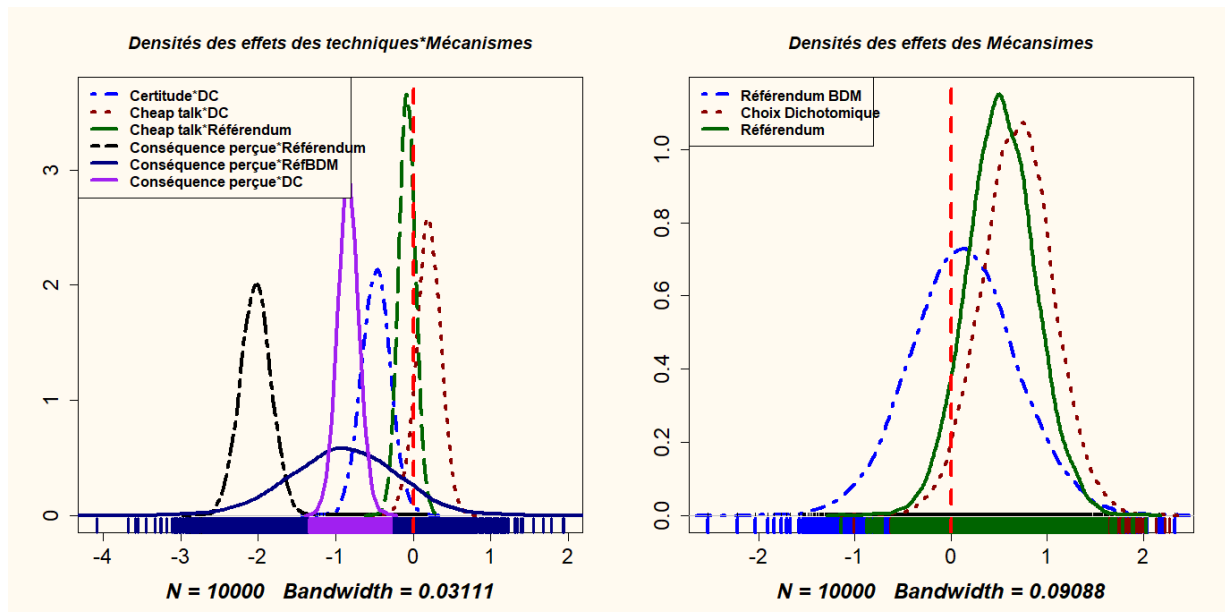 Densités des effets des techniques*Mécanismes
Certitude*DC
Cheap talk*DC
Cheap talk*Référendum
Conséquence perçue*Référendum
Conséquence perçue*RéfBDM
Conséquence perçue*DC
3
2
1
0
-4 -3 -2 -1 0 1 2
N = 10000 Bandwidth = 0.03111
Densités des effets des Mécansimes
Référendum BDM
Choix Dichotomique
Référendum
1.0
0.8
0.6
0.4
0.2
0.0
-2 -1 0 1 2
N = 10000 Bandwidth = 0.09088